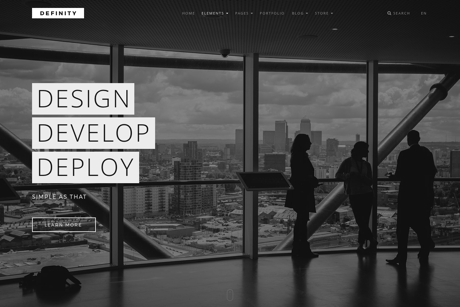 DEFINITY
HOME ELEMENTS PAGES PORTFOLIO BLOG STORE SEARCH EN
DESIGN
DEVELOP
DEPLOY
SIMPLE AS THAT
LEARN MORE